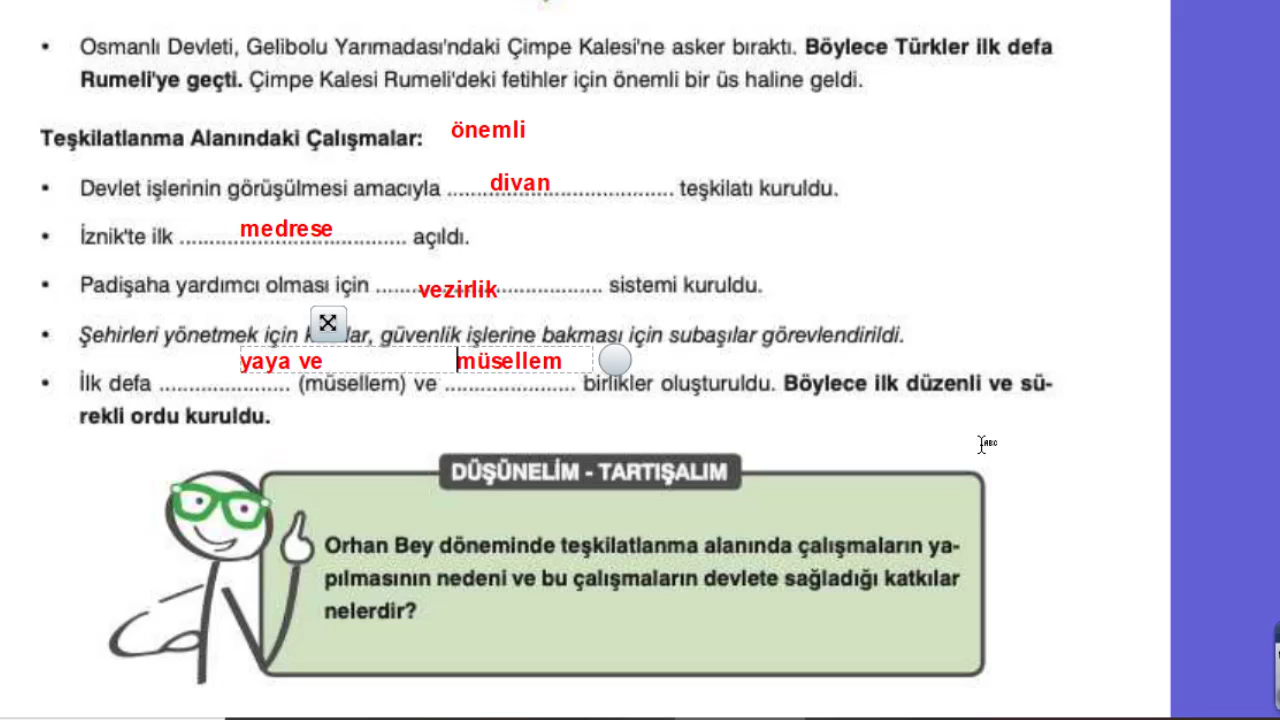 • Osmanlı Devleti, Gelibolu Yarımadası'ndaki Çimpe Kalesi'ne asker bıraktı. Böylece Türkler ilk defa
Rumeli'ye geçti. Çimpe Kalesi Rumeli'deki fetihler için önemli bir üs haline geldi.
önemli
Teşkilatlanma Alanındaki Çalışmalar:
divan
• Devlet işlerinin görüşülmesi amacıyla ...................................... teşkilatı kuruldu.
medrese
• İznik'te ilk ...................................... açıldı.
• Padişaha yardımcı olması için ...................................... sistemi kuruldu.
vezirlik
• Şehirleri yönetmek için güvenlik işlerine bakması için subaşılar görevlendirildi.
yaya ve müsellem
• İlk defa ...................... (müsellem) ve ...................... birlikler oluşturuldu. Böylece ilk düzenli ve sü-
rekli ordu kuruldu.
DÜŞÜNELİM - TARTIŞALIM
Orhan Bey döneminde teşkilatlanma alanında çalışmaların ya-
pılmasının nedeni ve bu çalışmaların devlete sağladığı katkılar
nelerdir?
ABC